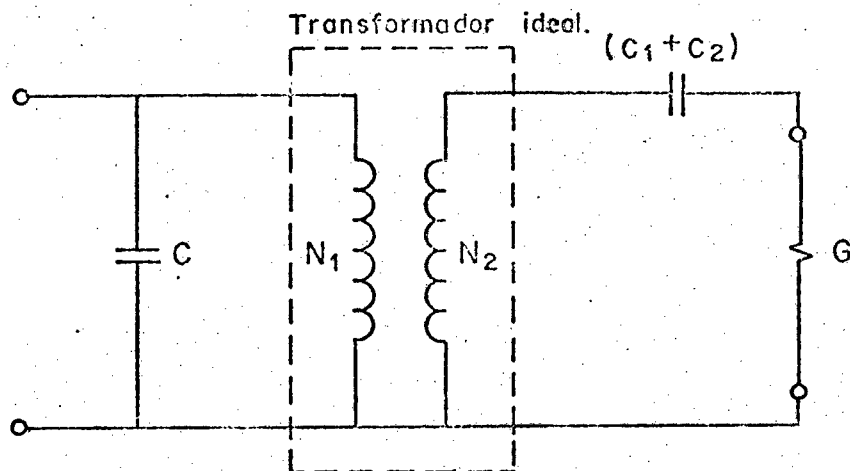 Transformador ideal.
(C₁+C₂)
C
N₁
N₂
G